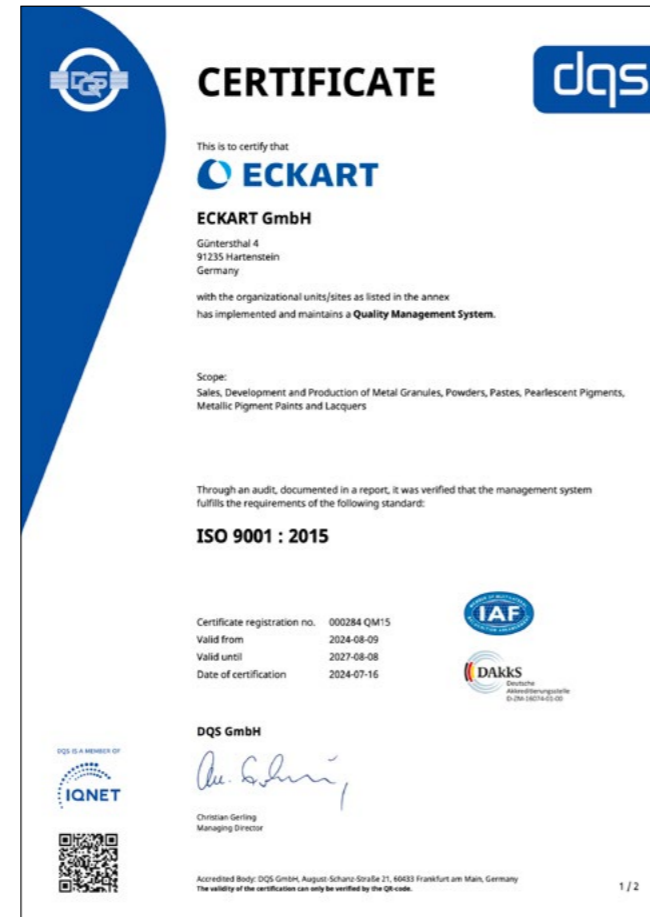 DQS
CERTIFICATE
dqs
This is to certify that
ECKART
ECKART GmbH
Güntersthal 4
91235 Hartenstein
Germany
with the organizational units/sites as listed in the annex
has implemented and maintains a Quality Management System.
Scope:
Sales, Development and Production of Metal Granules, Powders, Pastes, Pearlescent Pigments,
Metallic Pigment Paints and Lacquers
Through an audit, documented in a report, it was verified that the management system
fulfills the requirements of the following standard:
ISO 9001 : 2015
Certificate registration no. 000284 QM15
Valid from 2024-08-09
Valid until 2027-08-08
Date of certification 2024-07-16
IAF
DAkkS
Deutsche
Akkreditierungsstelle
D-ZM-16074-01-00
DQS GmbH
DQS IS A MEMBER OF
IQNET
Christian Gerling
Managing Director
Accredited Body: DQS GmbH, August-Schanz-Straße 21, 60433 Frankfurt am Main, Germany
The validity of the certification can only be verified by the QR-code.
1 / 2